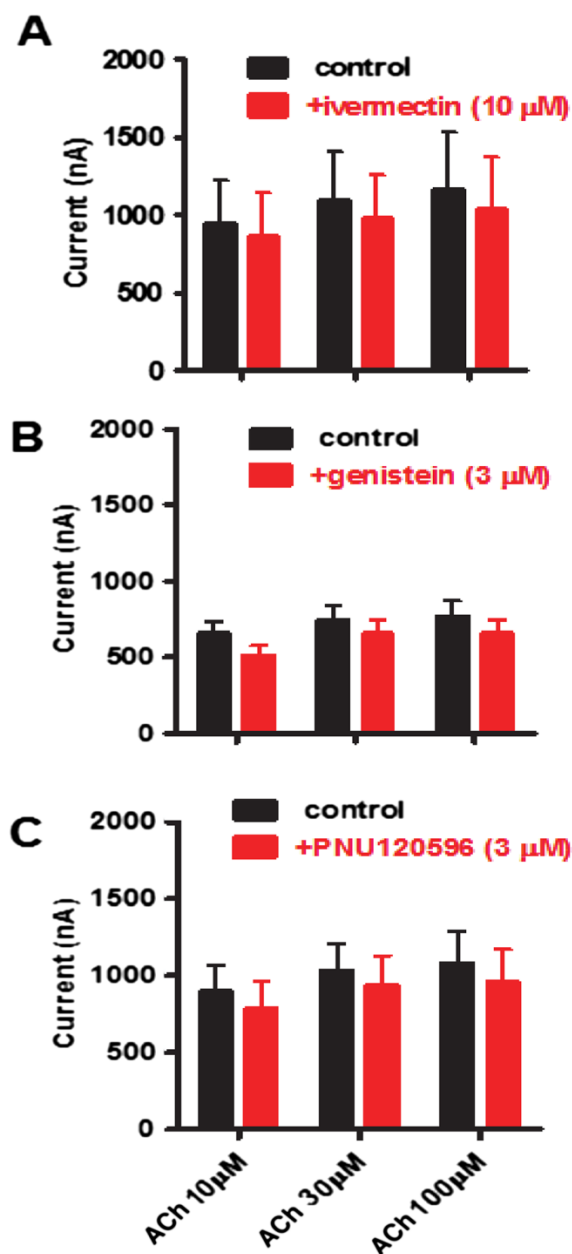 A
2000
1500
1000
500
0
Current (nA)
control
+ivermectin (10 μM)
B
2000
1500
1000
500
0
Current (nA)
control
+genistein (3 μM)
C
2000
1500
1000
500
0
Current (nA)
control
+PNU120596 (3 μM)
ACh 10μM
ACh 30μM
ACh 100μM